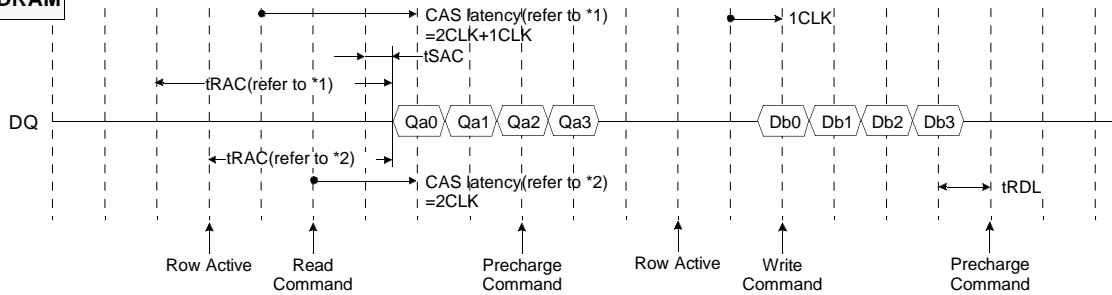 DRAM
CAS latency(refer to *1)
=2CLK+1CLK
1CLK
tSAC
tRAC(refer to *1)
DQ
Qa0 Qa1 Qa2 Qa3
Db0 Db1 Db2 Db3
tRAC(refer to *2)
CAS latency(refer to *2)
=2CLK
tRDL
Row Active
Read
Command
Precharge
Command
Row Active
Write
Command
Precharge
Command